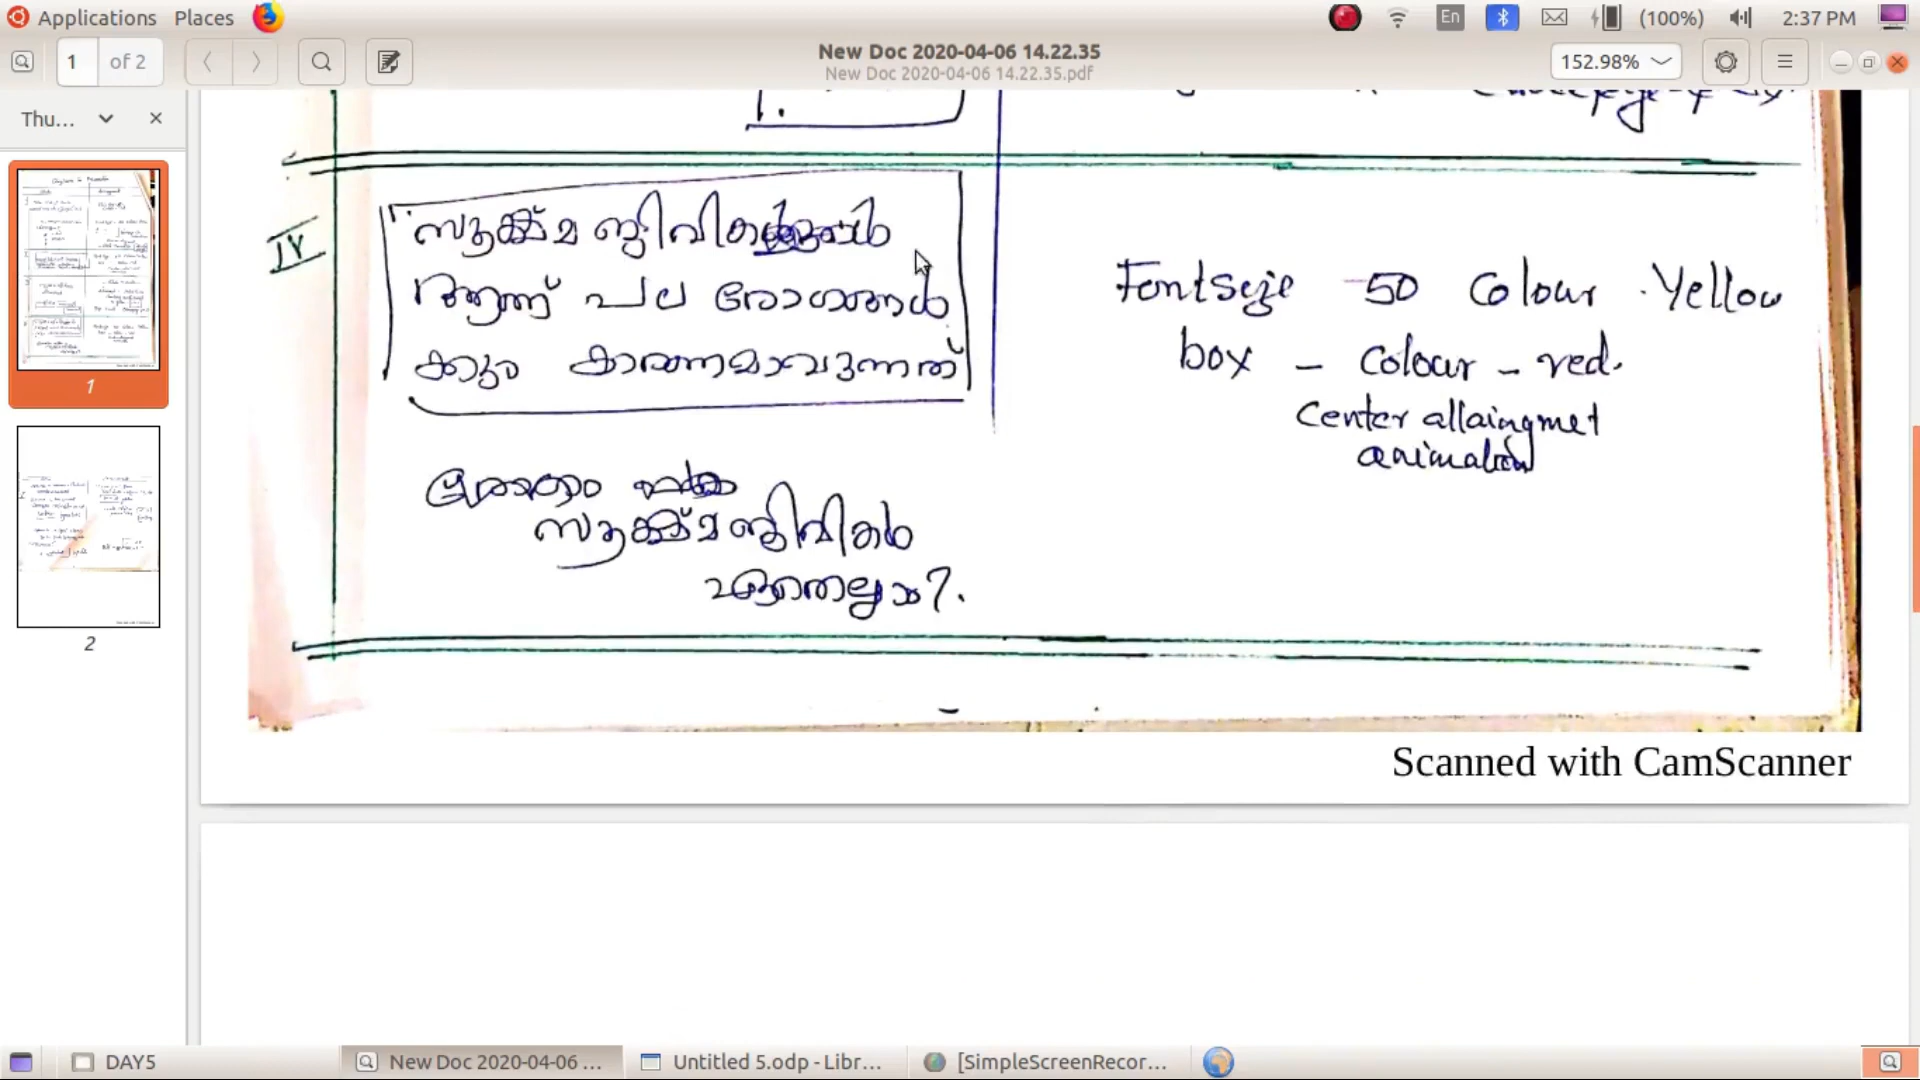 Applications Places En (100%) 2:37 PM
1 of 2 New Doc 2020-04-06 14.22.35 152.98%
New Doc 2020-04-06 14.22.35.pdf
Thu...
1.
IV
സൂക്ഷ്മ ജീവികൾ
ആണ് പല രോഗങ്ങൾ
ക്കും കാരണമാവുന്നത്
Fontsize 50 Colour Yellow
box - Colour - red.
Center allaingmet
animation
സൂക്ഷ്മജീവികൾ
ഏതെല്ലാം?.
1
2
Scanned with CamScanner
DAY5 New Doc 2020-04-06 ... Untitled 5.odp - Libr... [SimpleScreenRecor...